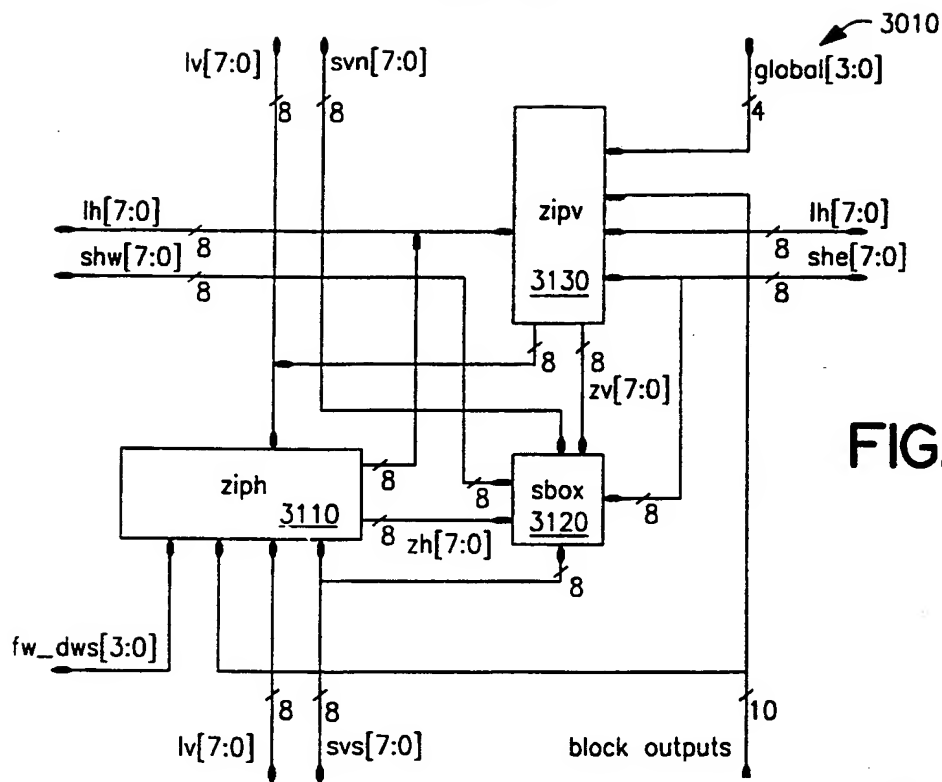 3010
lv[7:0]
svn[7:0]
global[3:0]
8
8
4
zipv
lh[7:0]
8
lh[7:0]
8
shw[7:0]
8
3130
she[7:0]
8
8
8
zv[7:0]
FIG.
ziph
3110
8
8
sbox
3120
8
8
zh[7:0]
8
fw_dws[3:0]
8
8
10
lv[7:0]
svs[7:0]
block outputs